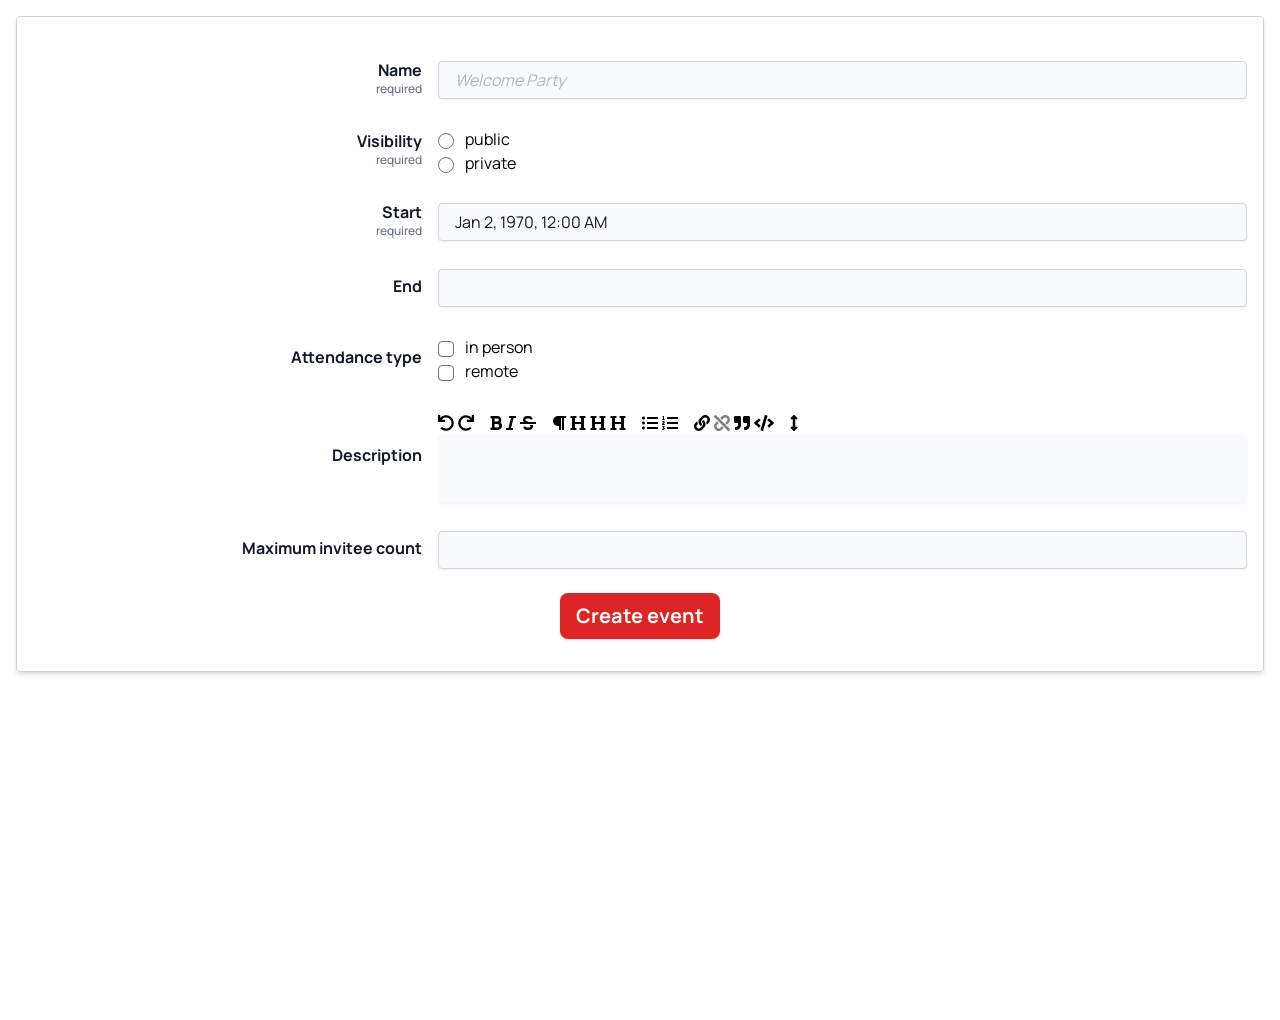 Name
required
Welcome Party
Visibility
required
public
private
Start
required
Jan 2, 1970, 12:00 AM
End
Attendance type
in person
remote
Description
Maximum invitee count
Create event